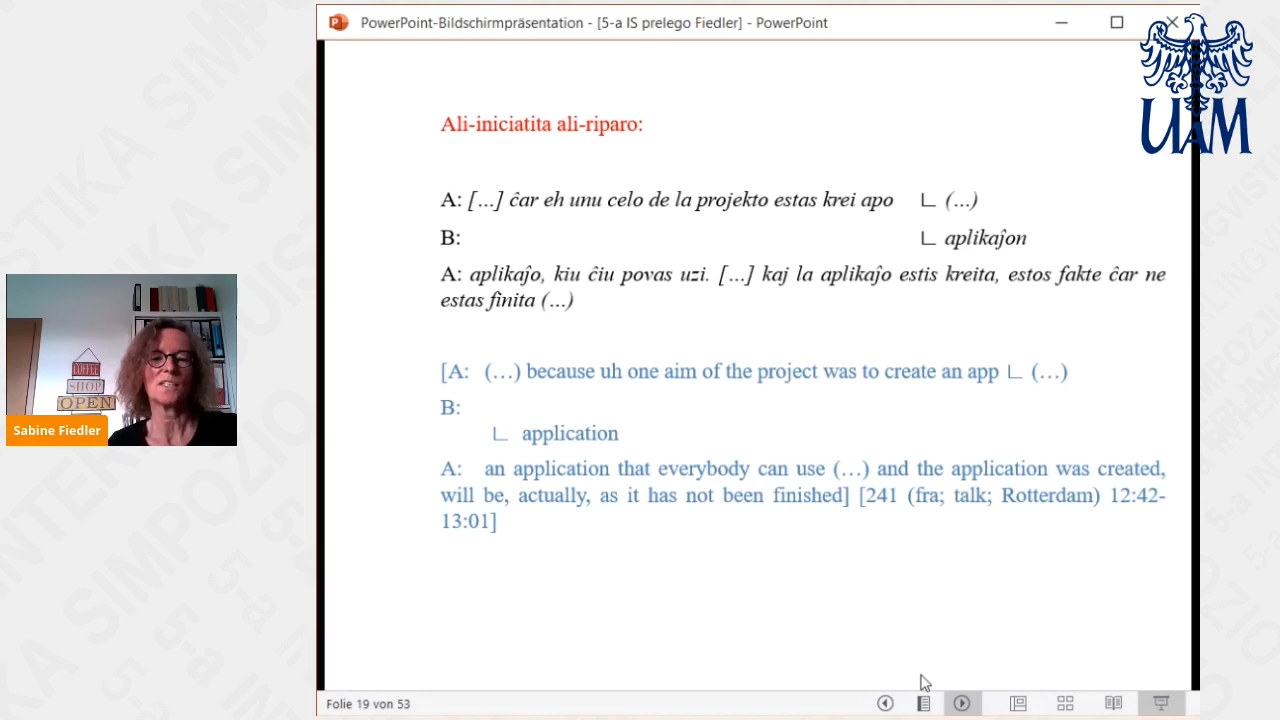 PowerPoint-Bildschirmpräsentation - [5-a IS prelego Fiedler] - PowerPoint
UAM
Ali-iniciatita ali-riparo:
A: […] ĉar eh unu celo de la projekto estas krei apo ∟ (…)
B: ∟ aplikaĵon
A: aplikaĵo, kiu ĉiu povas uzi. […] kaj la aplikaĵo estis kreita, estos fakte ĉar ne
estas finita (…)
[A: (…) because uh one aim of the project was to create an app ∟ (…)
B:
∟ application
A: an application that everybody can use (…) and the application was created,
will be, actually, as it has not been finished] [241 (fra; talk; Rotterdam) 12:42-
13:01]
COFFEE
SHOP
OPEN
Sabine Fiedler
Folie 19 von 53